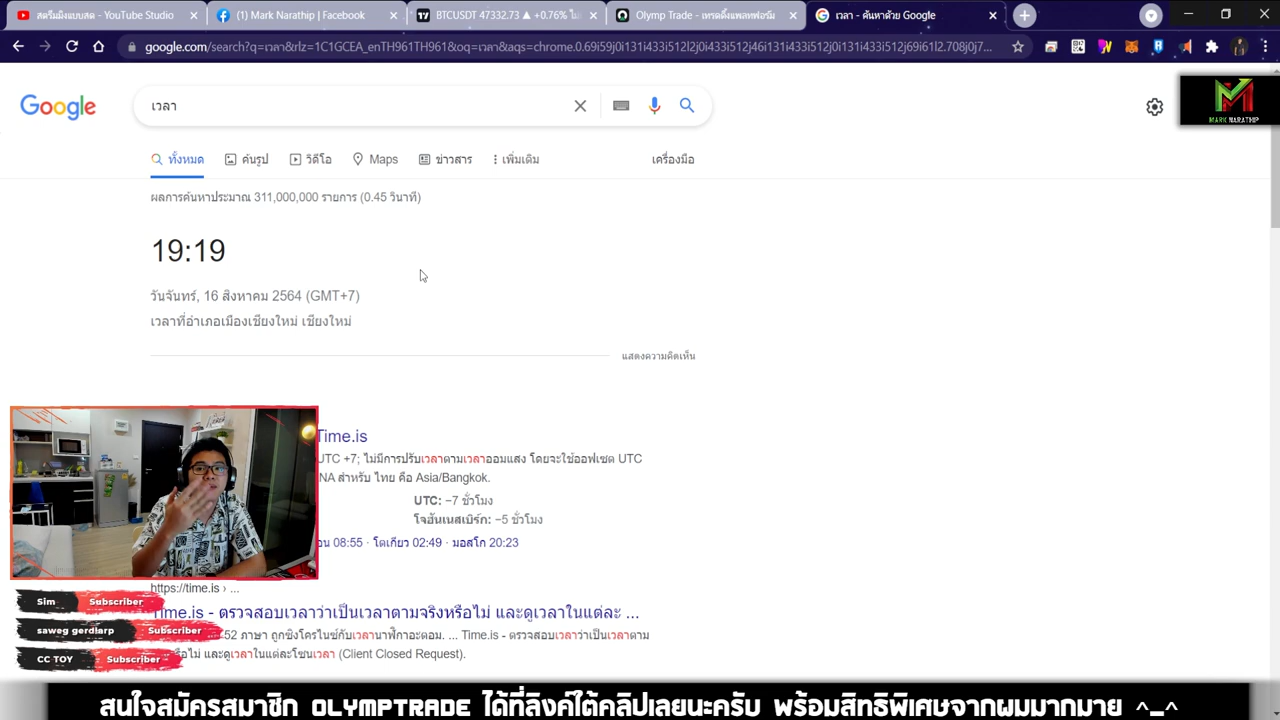 สตรีมมิงแบบสด - YouTube Studio
(1) Mark Narathip | Facebook
BTCUSDT 47332.73 ▲ +0.76%
Olymp Trade - เทรดดิ้งแพลทฟอร์ม
เวลา - ค้นหาด้วย Google
google.com/search?q=เวลา&rlz=1C1GCEA_enTH961TH961&oq=เวลา&aqs=chrome.0.69i59j0i131i433i512l2j0i433i512j46i131i433i512j0i131i433i512j69i61l2.708j0j7...
Google
เวลา
MARK NARATHIP
ทั้งหมด
ค้นรูป
วิดีโอ
Maps
ข่าวสาร
เพิ่มเติม
เครื่องมือ
ผลการค้นหาประมาณ 311,000,000 รายการ (0.45 วินาที)
19:19
วันจันทร์, 16 สิงหาคม 2564 (GMT+7)
เวลาที่อำเภอเมืองเชียงใหม่ เชียงใหม่
แสดงความคิดเห็น
Time.is
UTC +7; ไม่มีการปรับเวลาตามเวลาออมแสง โดยจะใช้ออฟเซต UTC
NA สำหรับ ไทย คือ Asia/Bangkok.
UTC: −7 ชั่วโมง
โจฮันเนสเบิร์ก: −5 ชั่วโมง
08:55 · โตเกียว 02:49 · มอสโก 20:23
https://time.is › ...
Time.is - ตรวจสอบเวลาว่าเป็นเวลาตามจริงหรือไม่ และดูเวลาในแต่ละ ...
52 ภาษา ถูกซิงโครไนซ์กับเวลานาฬิกาอะตอม. ... Time.is - ตรวจสอบเวลาว่าเป็นเวลาตาม
หรือไม่ และดูเวลาในแต่ละโซนเวลา (Client Closed Request).
Sim Subscriber
saweg gerdlarp Subscriber
CC TOY Subscriber
สนใจสมัครสมาชิก OLYMPTRADE ได้ที่ลิงค์ใต้คลิปเลยนะครับ พร้อมสิทธิพิเศษจากผมมากมาย ^_^